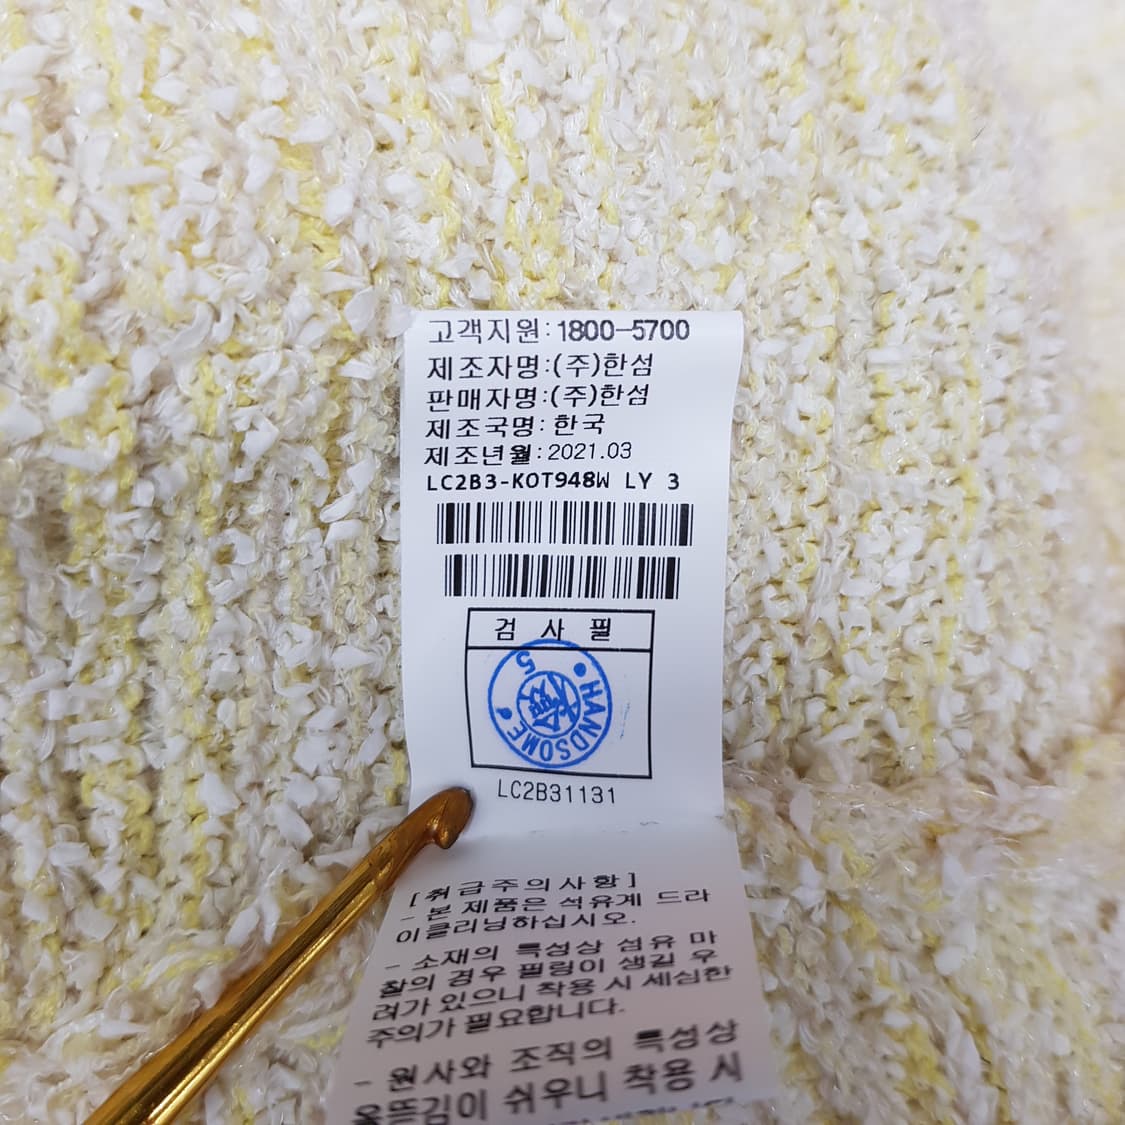 고객지원:1800-5700
제조자명:(주)한섬
판매자명:(주)한섬
제조국명:한국
제조년월:2021.03
LC2B3-KOT948W LY 3
검 사 필
5
HANDSOME
LC2B31131
[취급주의사항]
- 본 제품은 석유계 드라
이클리닝하십시오.
- 소재의 특성상 섬유 마
찰의 경우 필링이 생길 우
려가 있으니 착용 시 세심한
주의가 필요합니다.
- 원사와 조직의 특성상
올뜯김이 쉬우니 착용 시